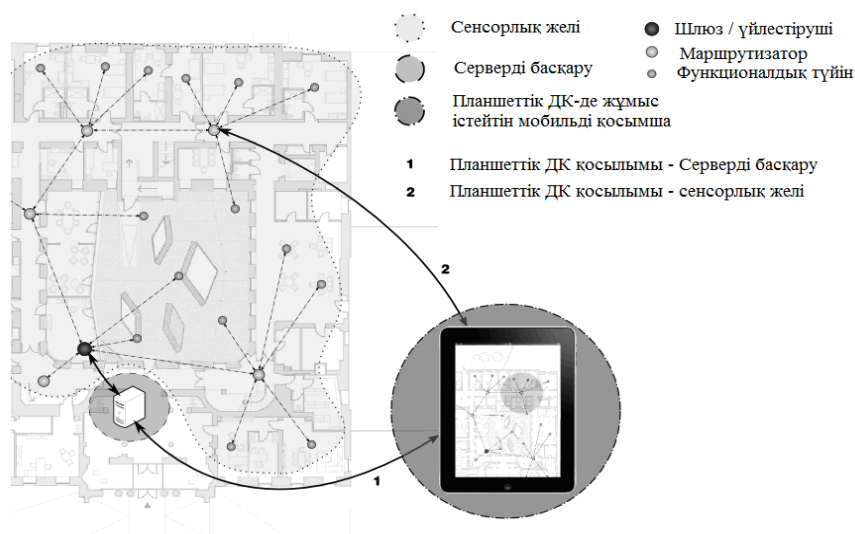 Сенсорлық желі
Серверді басқару
Планшеттік ДК-де жұмыс
істейтін мобильді қосымша
Шлюз / үйлестіруші
Маршрутизатор
Функционалдық түйін
1 Планшеттік ДК қосылымы - Серверді басқару
2 Планшеттік ДК қосылымы - сенсорлық желі
2
1